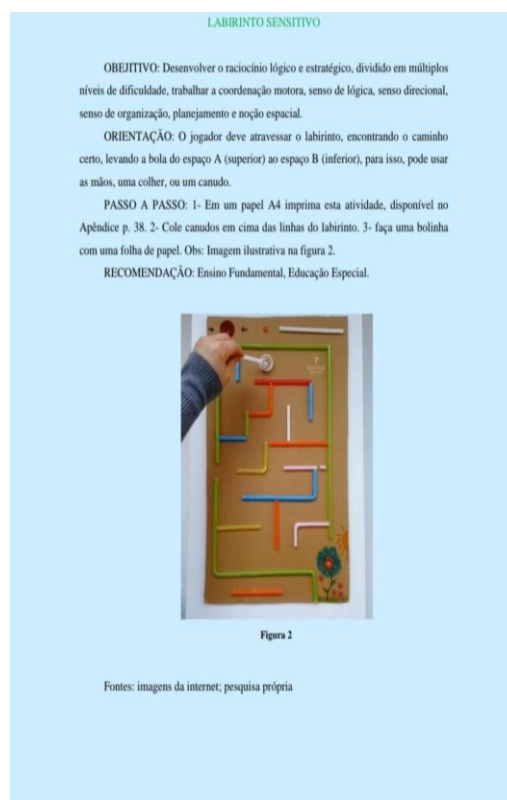 LABIRINTO SENSITIVO
OBEJITIVO: Desenvolver o raciocínio lógico e estratégico, dividido em múltiplos
níveis de dificuldade, trabalhar a coordenação motora, senso de lógica, senso direcional,
senso de organização, planejamento e noção espacial.
ORIENTAÇÃO: O jogador deve atravessar o labirinto, encontrando o caminho
certo, levando a bola do espaço A (superior) ao espaço B (inferior), para isso, pode usar
as mãos, uma colher, ou um canudo.
PASSO A PASSO: 1- Em um papel A4 imprima esta atividade, disponível no
Apêndice p. 38. 2- Cole canudos em cima das linhas do labirinto. 3- faça uma bolinha
com uma folha de papel. Obs: Imagem ilustrativa na figura 2.
RECOMENDAÇÃO: Ensino Fundamental, Educação Especial.
Figura 2
Fontes: imagens da internet; pesquisa própria